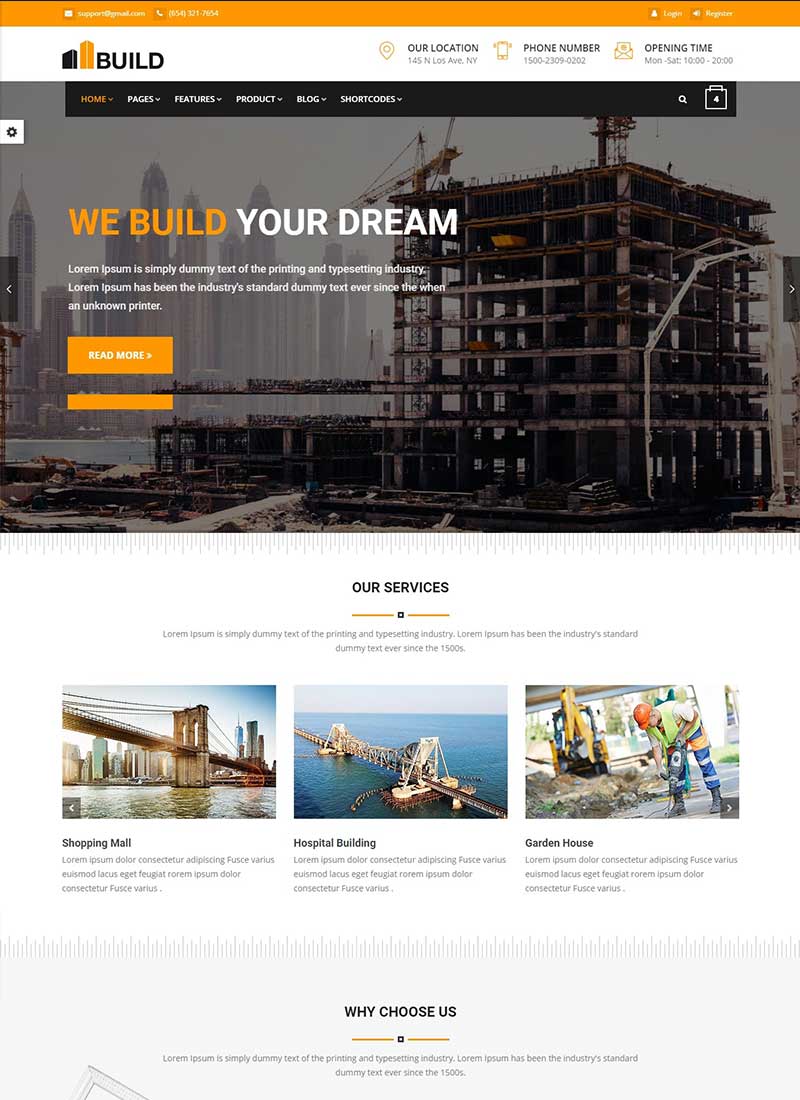 support@gmail.com (654) 321-7654 Login Register
BUILD
OUR LOCATION
145 N Los Ave, NY
PHONE NUMBER
1500-2309-0202
OPENING TIME
Mon -Sat: 10:00 - 20:00
HOME PAGES FEATURES PRODUCT BLOG SHORTCODES 4
WE BUILD YOUR DREAM
Lorem Ipsum is simply dummy text of the printing and typesetting industry.
Lorem Ipsum has been the industry's standard dummy text ever since the when
an unknown printer.
READ MORE »
OUR SERVICES
Lorem Ipsum is simply dummy text of the printing and typesetting industry. Lorem Ipsum has been the industry's standard
dummy text ever since the 1500s.
Shopping Mall
Lorem ipsum dolor consectetur adipiscing Fusce varius
euismod lacus eget feugiat rorem ipsum dolor
consectetur Fusce varius .
Hospital Building
Lorem ipsum dolor consectetur adipiscing Fusce varius
euismod lacus eget feugiat rorem ipsum dolor
consectetur Fusce varius .
Garden House
Lorem ipsum dolor consectetur adipiscing Fusce varius
euismod lacus eget feugiat rorem ipsum dolor
consectetur Fusce varius .
WHY CHOOSE US
Lorem Ipsum is simply dummy text of the printing and typesetting industry. Lorem Ipsum has been the industry's standard
dummy text ever since the 1500s.